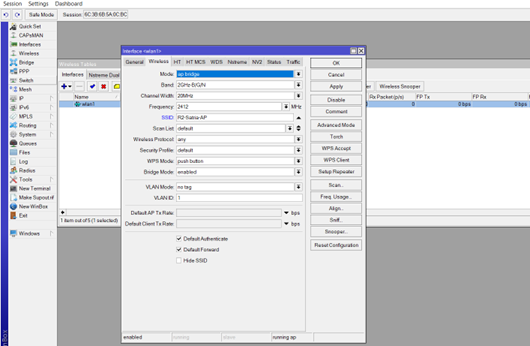 Session Settings Dashboard
Safe Mode Session: 6C:3B:6B:5A:0C:BC
Quick Set
CAPsMAN
Interfaces
Wireless
Bridge
PPP
Switch
Mesh
IP
IPv6
MPLS
Routing
System
Queues
Files
Log
Radius
Tools
New Terminal
Make Supout.rif
New WinBox
Exit
Windows
Wireless Tables
Interfaces Nstreme Dual
Name
wlan1
1 item out of 5 (1 selected)
Wireless Snooper
Rx Packet (p/s) FP Tx FP Rx
0 0 bps 0 bps
Interface <wlan1>
General Wireless HT HT MCS WDS Nstreme NV2 Status Traffic
Mode: ap bridge
Band: 2GHz-B/G/N
Channel Width: 20MHz
Frequency: 2412 MHz
SSID: R2-Sabia-AP
Scan List: default
Wireless Protocol: any
Security Profile: default
WPS Mode: push button
Bridge Mode: enabled
VLAN Mode: no tag
VLAN ID: 1
Default AP Tx Rate: bps
Default Client Tx Rate: bps
Default Authenticate
Default Forward
Hide SSID
OK
Cancel
Apply
Disable
Comment
Advanced Mode
Torch
WPS Accept
WPS Client
Setup Repeater
Scan...
Freq. Usage...
Align...
Sniff...
Snooper...
Reset Configuration
enabled running slave running ap